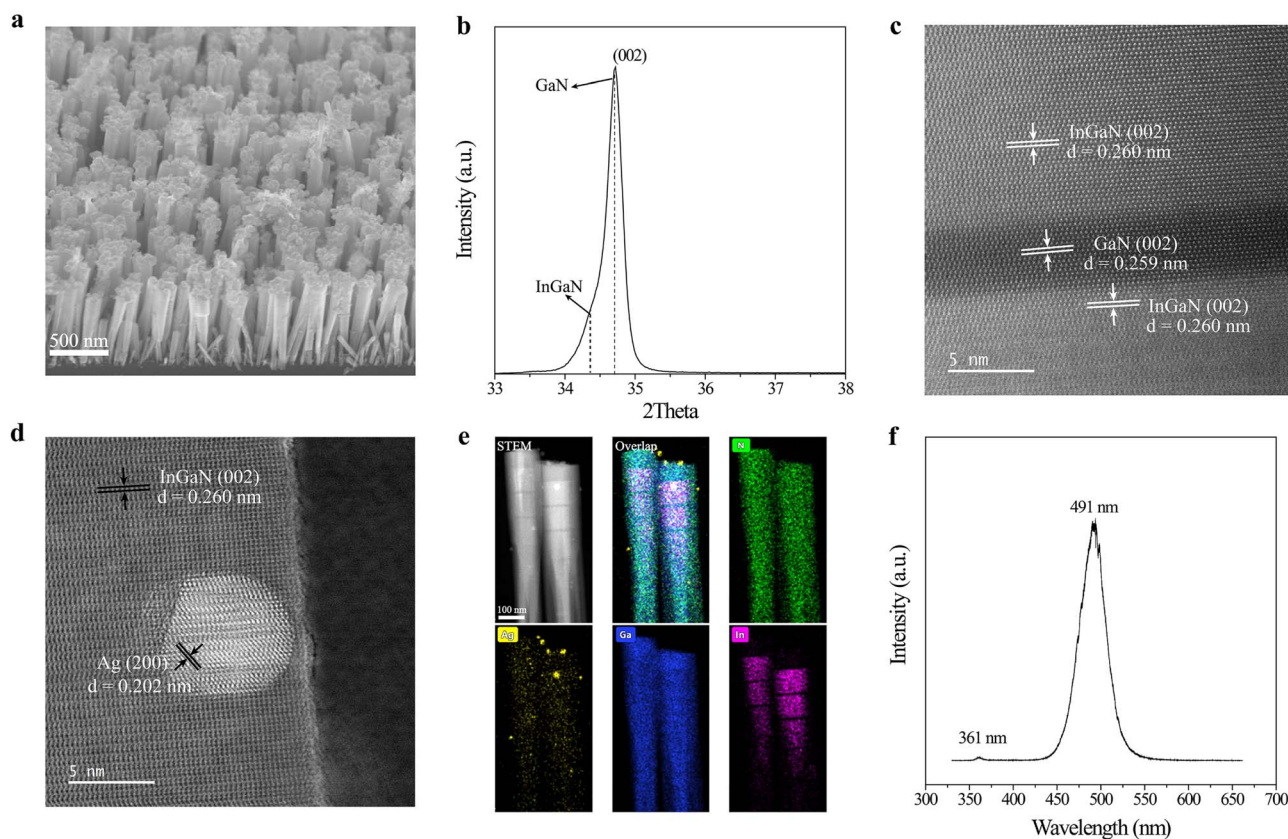 a
500 nm
b
(002)
GaN
InGaN
Intensity (a.u.)
33 34 35 36 37 38
2Theta
c
InGaN (002)
d = 0.260 nm
GaN (002)
d = 0.259 nm
InGaN (002)
d = 0.260 nm
5 nm
d
InGaN (002)
d = 0.260 nm
Ag (200)
d = 0.202 nm
5 nm
e
STEM
Overlap
N
100 nm
Ag
Ga
In
f
491 nm
361 nm
Intensity (a.u.)
300 350 400 450 500 550 600 650 700
Wavelength (nm)